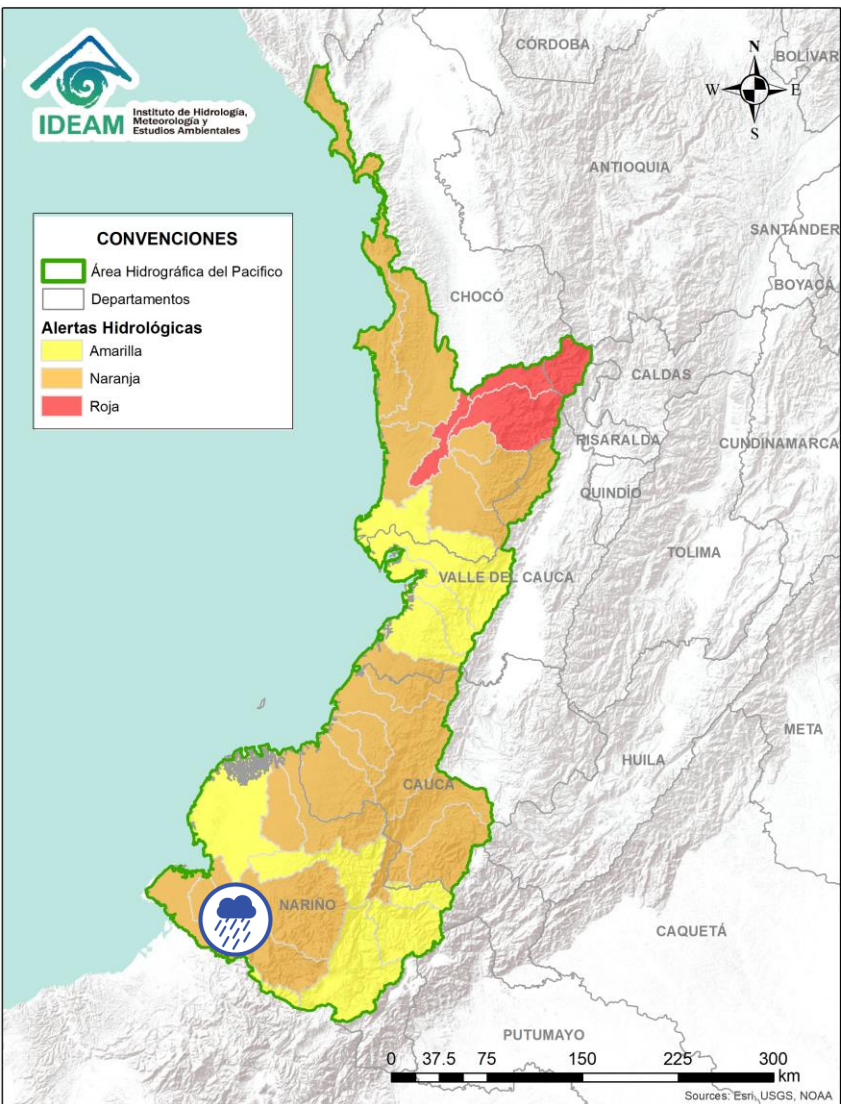 IDEAM
Instituto de Hidrología,
Meteorología y
Estudios Ambientales
CÓRDOBA
BOLÍVAR
N
W
E
S
ANTIOQUIA
SANTANDER
BOYACÁ
CONVENCIONES
Área Hidrográfica del Pacifico
Departamentos
Alertas Hidrológicas
Amarilla
Naranja
Roja
CHOCÓ
CALDAS
RISARALDA
CUNDINAMARCA
QUINDÍO
TOLIMA
VALLE DEL CAUCA
META
HUILA
CAUCA
NARIÑO
CAQUETÁ
PUTUMAYO
0 37.5 75 150 225 300
km
Sources: Esri, USGS, NOAA